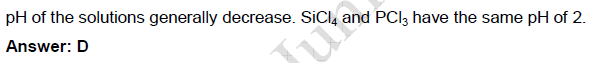 pH of the solutions generally decrease. SiCl₄ and PCl₃ have the same pH of 2.
Answer: D